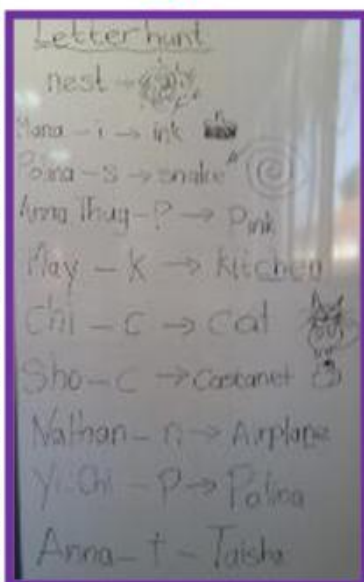 Letter hunt
nest →
Mana - i → ink
Polina - s → snake
Anna Thuy - P → Pink
May - k → kitchen
Chi - c → cat
Sho - c → Castanet
Nathan - n → Airplane
Yi-Chi - P → Polina
Anna - t - Taisha